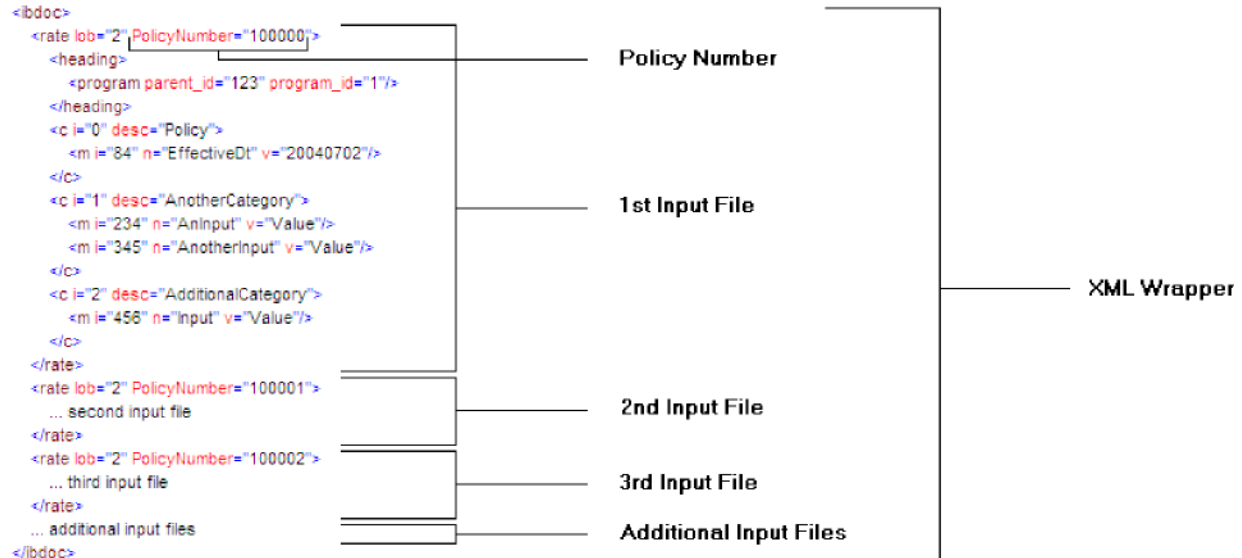 <ibdoc>
<rate lob="2" PolicyNumber="100000">
<heading>
<program parent_id="123" program_id="1"/>
</heading>
<c i="0" desc="Policy">
<m i="84" n="EffectiveDt" v="20040702"/>
</c>
<c i="1" desc="AnotherCategory">
<m i="234" n="AnInput" v="Value"/>
<m i="345" n="AnotherInput" v="Value"/>
</c>
<c i="2" desc="AdditionalCategory">
<m i="456" n="Input" v="Value"/>
</c>
</rate>
<rate lob="2" PolicyNumber="100001">
... second input file
</rate>
<rate lob="2" PolicyNumber="100002">
... third input file
</rate>
... additional input files
</ibdoc>
Policy Number
1st Input File
2nd Input File
3rd Input File
Additional Input Files
XML Wrapper